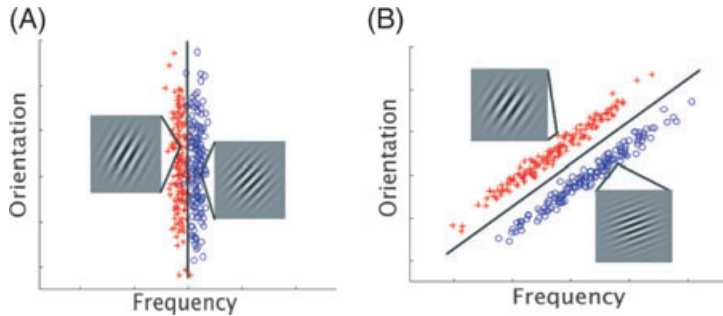 (A)
Orientation
Frequency
(B)
Orientation
Frequency